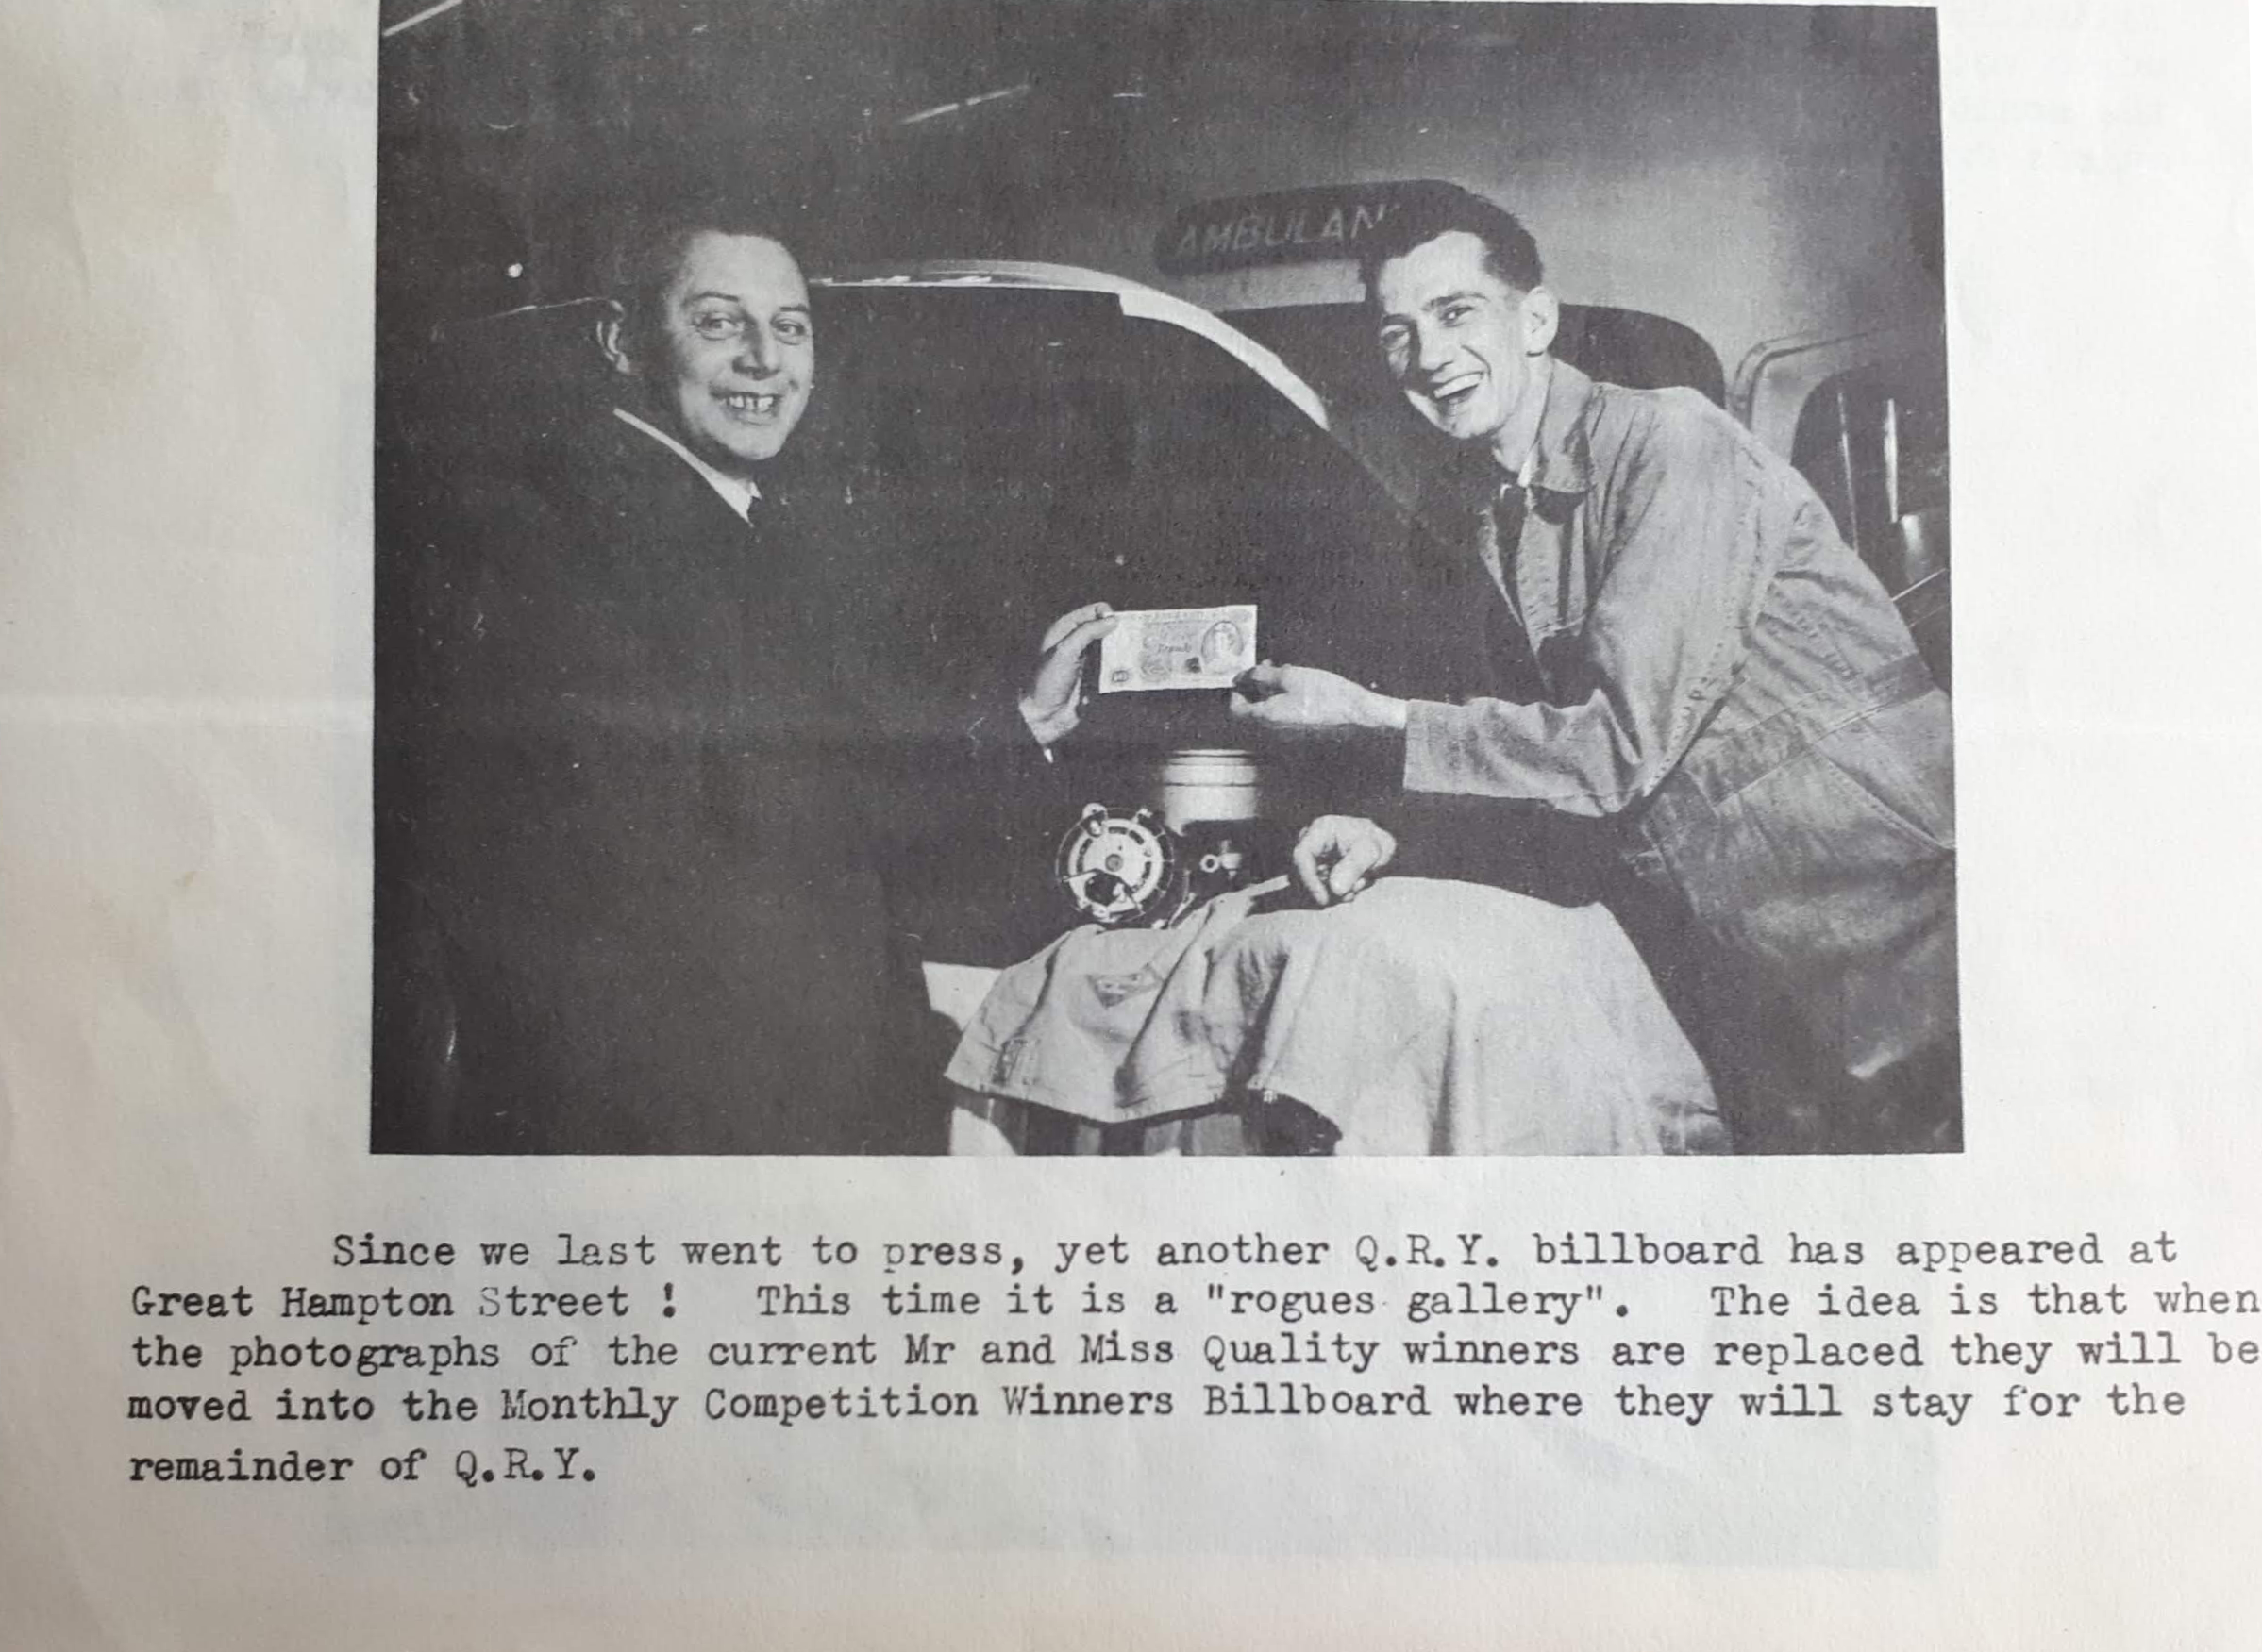 AMBULAN
Since we last went to press, yet another Q.R.Y. billboard has appeared at
Great Hampton Street ! This time it is a "rogues gallery". The idea is that when
the photographs of the current Mr and Miss Quality winners are replaced they will be
moved into the Monthly Competition Winners Billboard where they will stay for the
remainder of Q.R.Y.